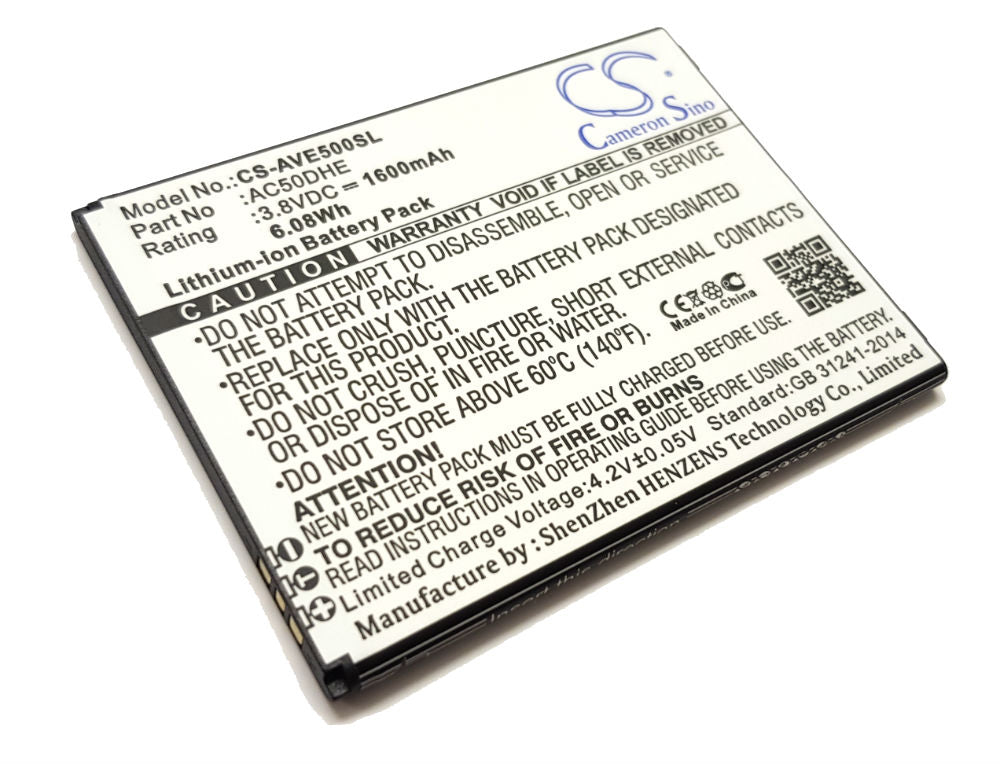 CS
®
Cameron Sino
Model No.: CS-AVE500SL
Part No :AC50DHE
Rating :3.8VDC⎓1600mAh
6.08Wh
Lithium-ion Battery Pack
CAUTION WARRANTY VOID IF LABEL IS REMOVED
•DO NOT ATTEMPT TO DISASSEMBLE, OPEN OR SERVICE
THE BATTERY PACK.
•REPLACE ONLY WITH THE BATTERY PACK DESIGNATED
FOR THIS PRODUCT.
•DO NOT CRUSH, PUNCTURE, SHORT EXTERNAL CONTACTS
OR DISPOSE OF IN FIRE OR WATER.
•DO NOT STORE ABOVE 60°C (140°F).
CE
Made in China
ATTENTION!
NEW BATTERY PACK MUST BE FULLY CHARGED BEFORE USE.
TO REDUCE RISK OF FIRE OR BURNS
READ INSTRUCTIONS OF OPERATING GUIDE BEFORE USING THE BATTERY.
Limited Charge Voltage:4.2V±0.05V Standard:GB 31241-2014
Manufacture by : ShenZhen HENZENS Technology Co., Limited
Insert this end